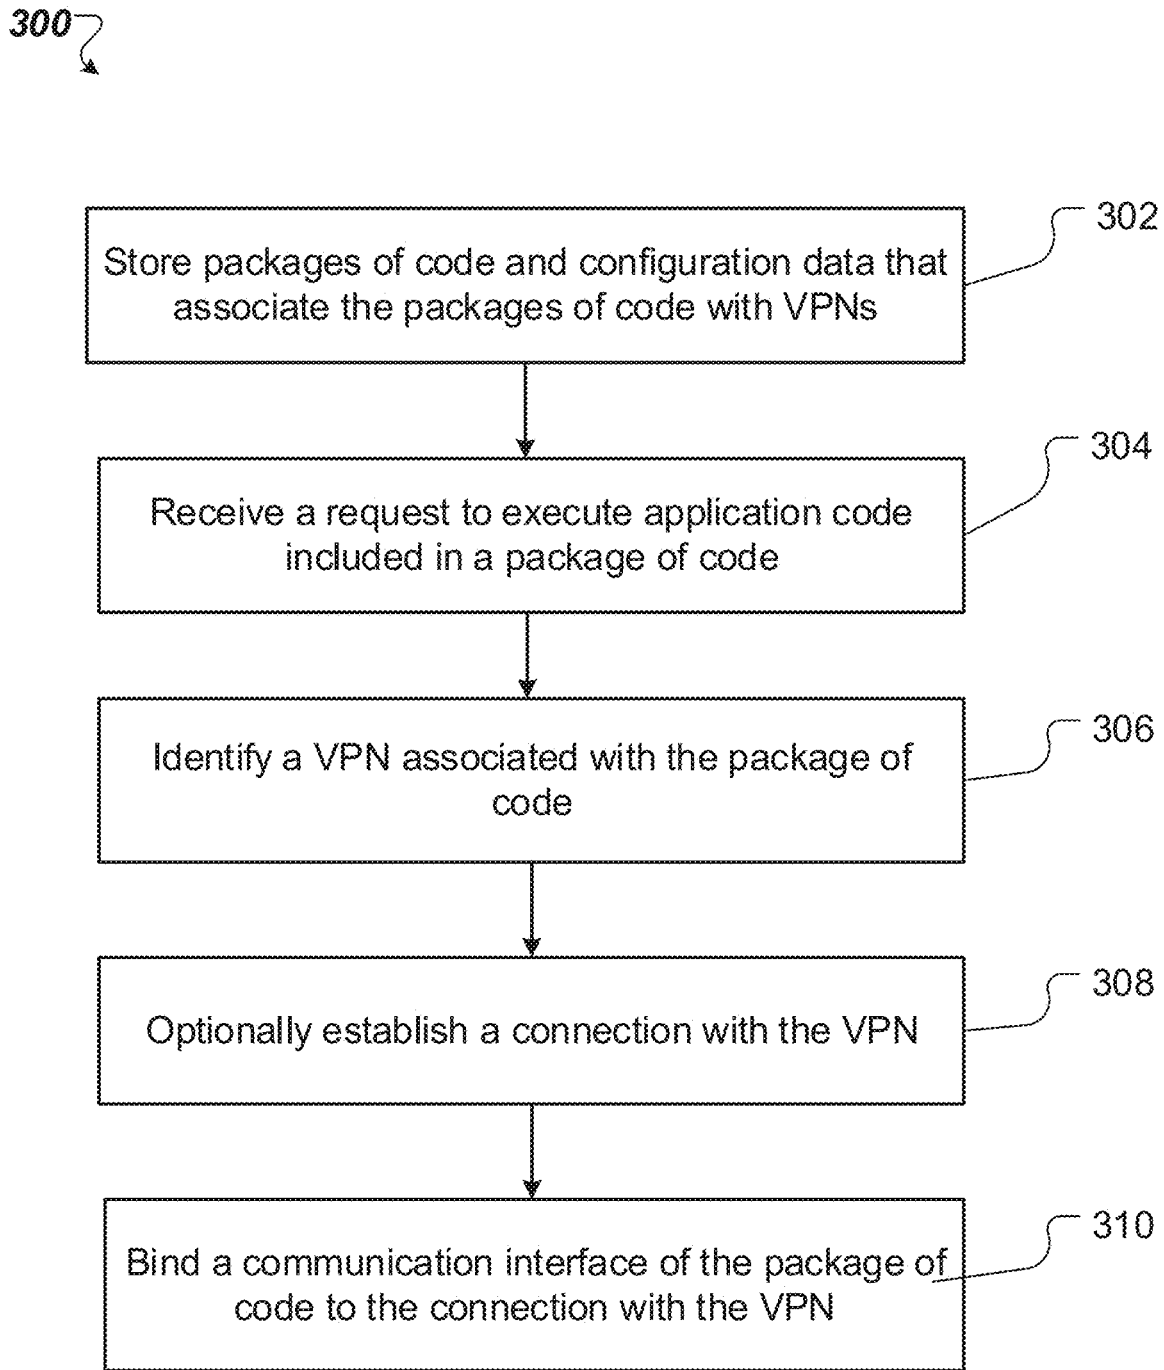 300
302
Store packages of code and configuration data that
associate the packages of code with VPNs
304
Receive a request to execute application code
included in a package of code
306
Identify a VPN associated with the package of
code
308
Optionally establish a connection with the VPN
310
Bind a communication interface of the package of
code to the connection with the VPN